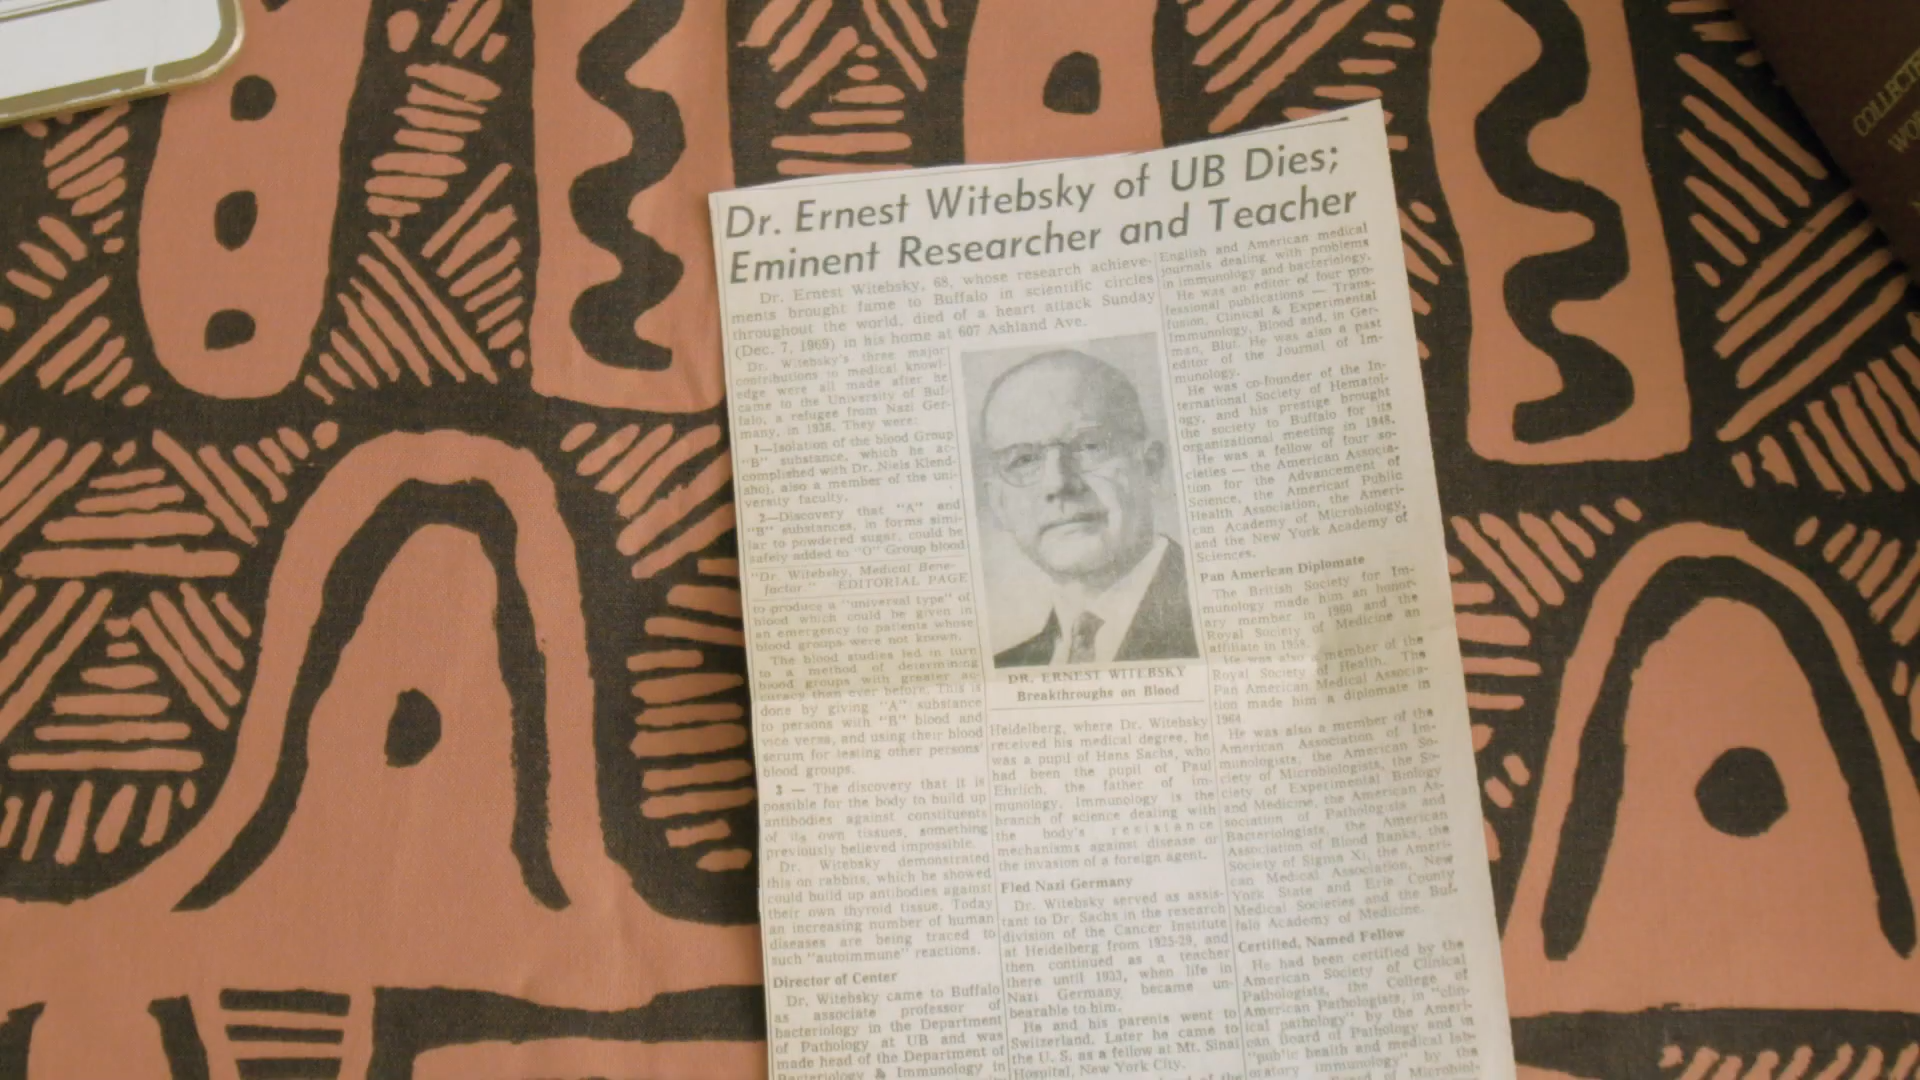 Dr. Ernest Witebsky of UB Dies;
Eminent Researcher and Teacher
Dr. Ernest Witebsky, 68, whose research achieve-
ments brought fame to Buffalo in scientific circles
throughout the world, died of a heart attack Sunday
(Dec. 7, 1969) in his home at 607 Ashland Ave.
Dr. Witebsky's three major
contributions to medical knowl-
edge were all made after he
came to the University of Buf-
falo, a refugee from Nazi Ger-
many, in 1936. They were:
1—Isolation of the blood Group
"B" substance, which he ac-
complished with Dr. Niels Klend-
shoj, also a member of the uni-
versity faculty.
2—Discovery that "A" and
"B" substances, in forms simi-
lar to powdered sugar, could be
safely added to "O" Group blood
"Dr. Witebsky, Medical Bene-
factor." EDITORIAL PAGE
to produce a "universal type" of
blood which could be given in
an emergency to patients whose
blood groups were not known.
The blood studies led in turn
to a method of determining
blood groups with greater ac-
curacy than ever before. This is
done by giving "A" substance
to persons with "B" blood and
vice versa, and using their blood
serum for testing other persons'
blood groups.
3 — The discovery that it is
possible for the body to build up
antibodies against constituents
of its own tissues, something
previously believed impossible.
Dr. Witebsky demonstrated
this on rabbits, which he showed
could build up antibodies against
their own thyroid tissue. Today
an increasing number of human
diseases are being traced to
such "autoimmune" reactions.
Director of Center
Dr. Witebsky came to Buffalo
as associate professor of
bacteriology in the Department
of Pathology at UB and was
made head of the Department of
Bacteriology & Immunology in
DR. ERNEST WITEBSKY
Breakthroughs on Blood
Heidelberg, where Dr. Witebsky
received his medical degree, he
was a pupil of Hans Sachs, who
had been the pupil of Paul
Ehrlich, the father of im-
munology. Immunology is the
branch of science dealing with
the body's resistance
mechanisms against disease or
the invasion of a foreign agent.
Fled Nazi Germany
Dr. Witebsky served as assis-
tant to Dr. Sachs in the research
division of the Cancer Institute
at Heidelberg from 1925-29, and
then continued as a teacher
there until 1933, when life in
Nazi Germany became un-
bearable to him.
He and his parents went to
Switzerland. Later he came to
the U. S. as a fellow at Mt. Sinai
Hospital, New York City.
English and American medical
journals dealing with problems
in immunology and bacteriology.
He was an editor of four pro-
fessional publications — Trans-
fusion, Clinical & Experimental
Immunology, Blood and, in Ger-
man, Blut. He was also a past
editor of the Journal of Im-
munology.
He was co-founder of the In-
ternational Society of Hematol-
ogy, and his prestige brought
the society to Buffalo for its
organizational meeting in 1948.
He was a fellow of four so-
cieties — the American Associa-
tion for the Advancement of
Science, the American Public
Health Association, the Ameri-
can Academy of Microbiology,
and the New York Academy of
Sciences.
Pan American Diplomate
The British Society for Im-
munology made him an honor-
ary member in 1960 and the
Royal Society of Medicine an
affiliate in 1958.
He was also a member of the
Royal Society of Health. The
Pan American Medical Associa-
tion made him a diplomate in
1964.
He was also a member of the
American Association of Im-
munologists, the American So-
ciety of Microbiologists, the So-
ciety of Experimental Biology
and Medicine, the American As-
sociation of Pathologists and
Bacteriologists, the American
Association of Blood Banks, the
Society of Sigma Xi, the Ameri-
can Medical Association, New
York State and Erie County
Medical Societies and the Buf-
falo Academy of Medicine.
Certified, Named Fellow
He had been certified by the
American Society of Clinical
Pathologists, the College of
American Pathologists, in "clin-
ical pathology" by the Ameri-
can Board of Pathology and in
"public health and medical lab-
oratory immunology" by the
Board of Microbiol-